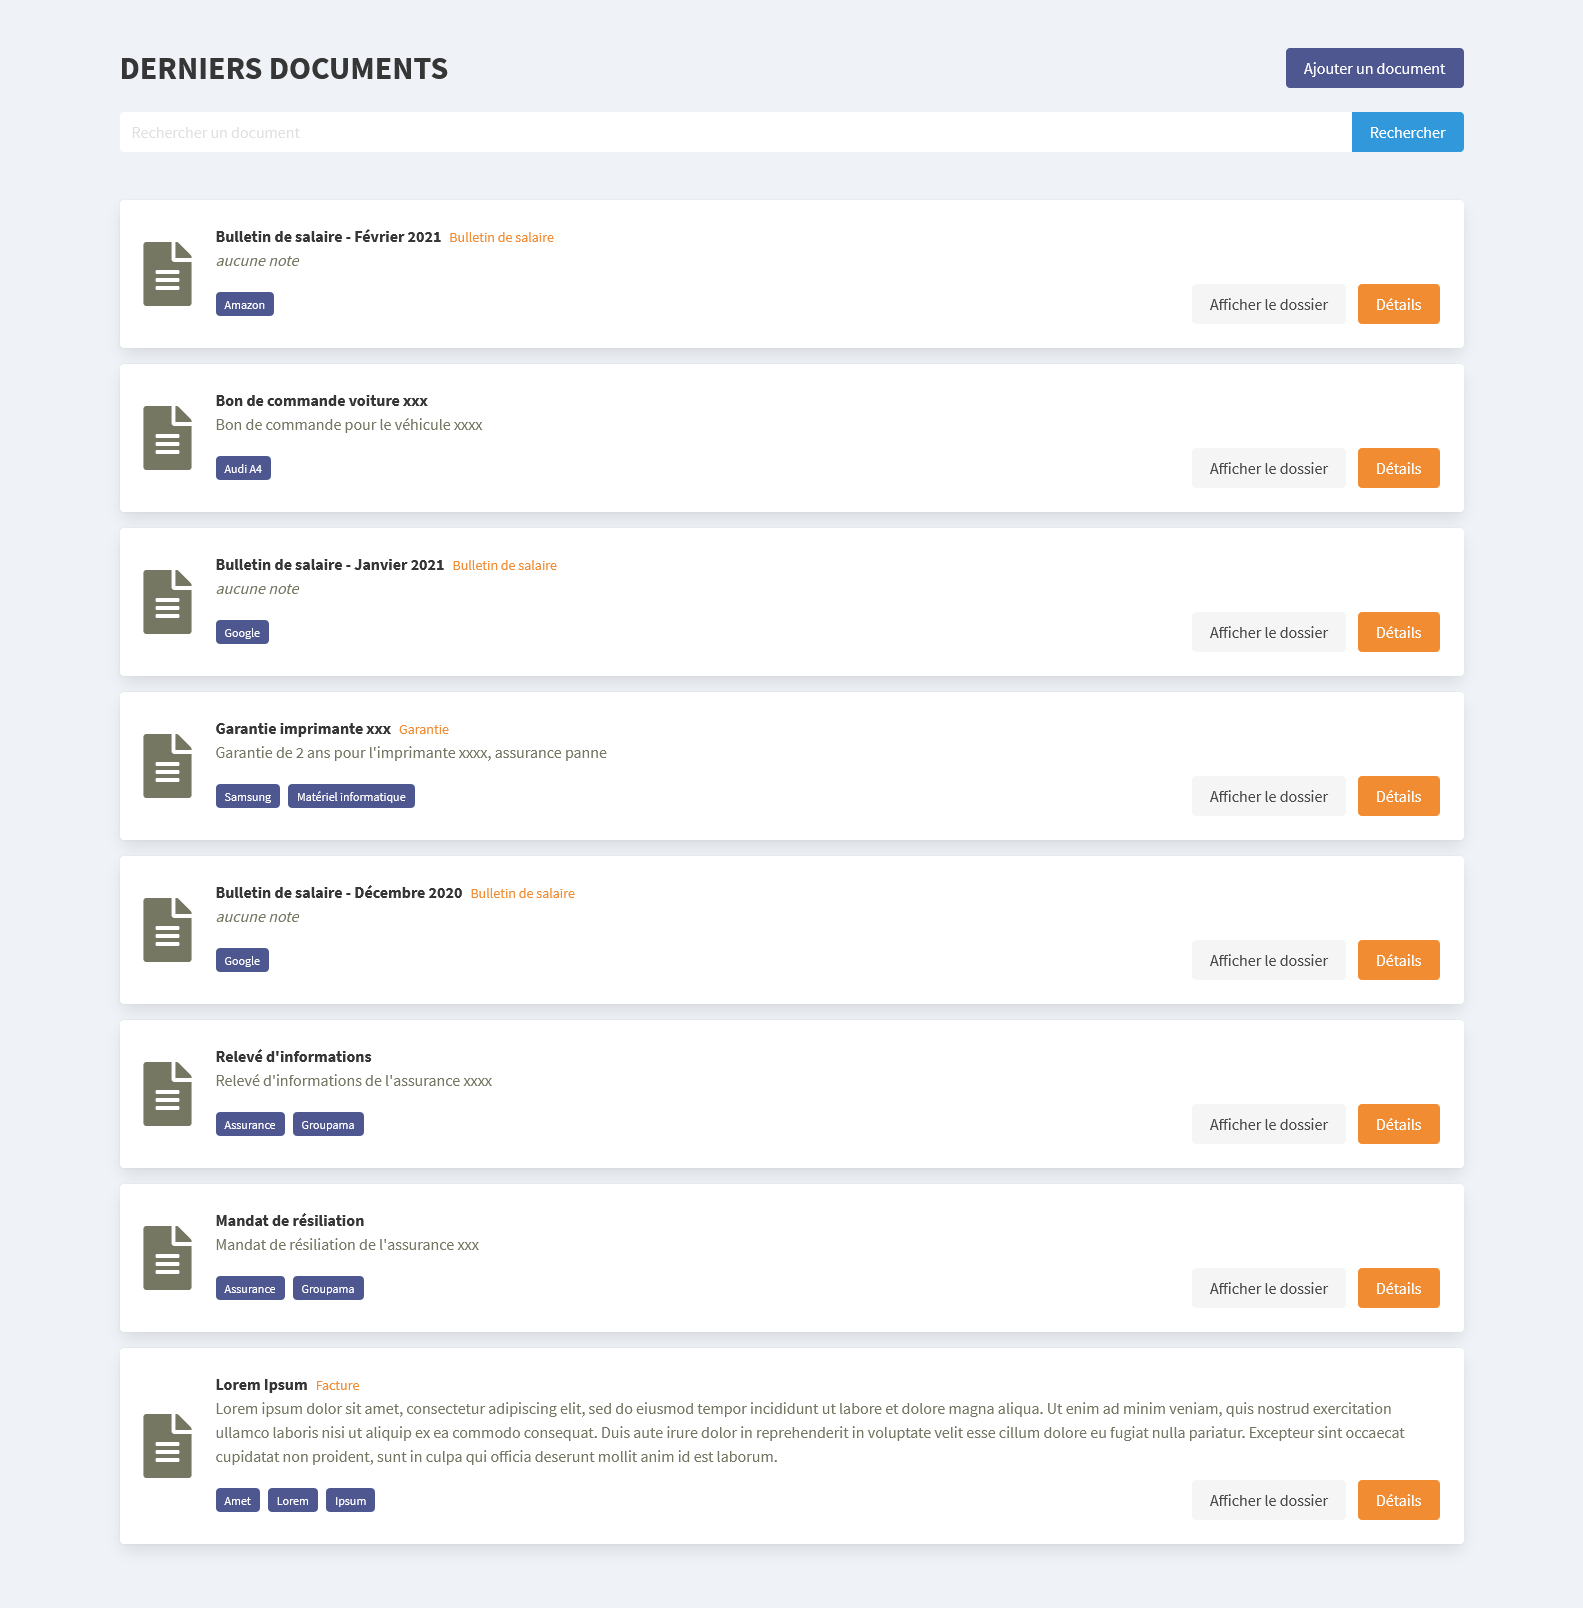 DERNIERS DOCUMENTS
Ajouter un document
Rechercher un document
Rechercher
Bulletin de salaire - Février 2021 Bulletin de salaire
aucune note
Amazon
Afficher le dossier
Détails
Bon de commande voiture xxx
Bon de commande pour le véhicule xxxx
Audi A4
Afficher le dossier
Détails
Bulletin de salaire - Janvier 2021 Bulletin de salaire
aucune note
Google
Afficher le dossier
Détails
Garantie imprimante xxx Garantie
Garantie de 2 ans pour l'imprimante xxxx, assurance panne
Samsung Matériel informatique
Afficher le dossier
Détails
Bulletin de salaire - Décembre 2020 Bulletin de salaire
aucune note
Google
Afficher le dossier
Détails
Relevé d'informations
Relevé d'informations de l'assurance xxxx
Assurance Groupama
Afficher le dossier
Détails
Mandat de résiliation
Mandat de résiliation de l'assurance xxx
Assurance Groupama
Afficher le dossier
Détails
Lorem Ipsum Facture
Lorem ipsum dolor sit amet, consectetur adipiscing elit, sed do eiusmod tempor incididunt ut labore et dolore magna aliqua. Ut enim ad minim veniam, quis nostrud exercitation
ullamco laboris nisi ut aliquip ex ea commodo consequat. Duis aute irure dolor in reprehenderit in voluptate velit esse cillum dolore eu fugiat nulla pariatur. Excepteur sint occaecat
cupidatat non proident, sunt in culpa qui officia deserunt mollit anim id est laborum.
Amet Lorem Ipsum
Afficher le dossier
Détails